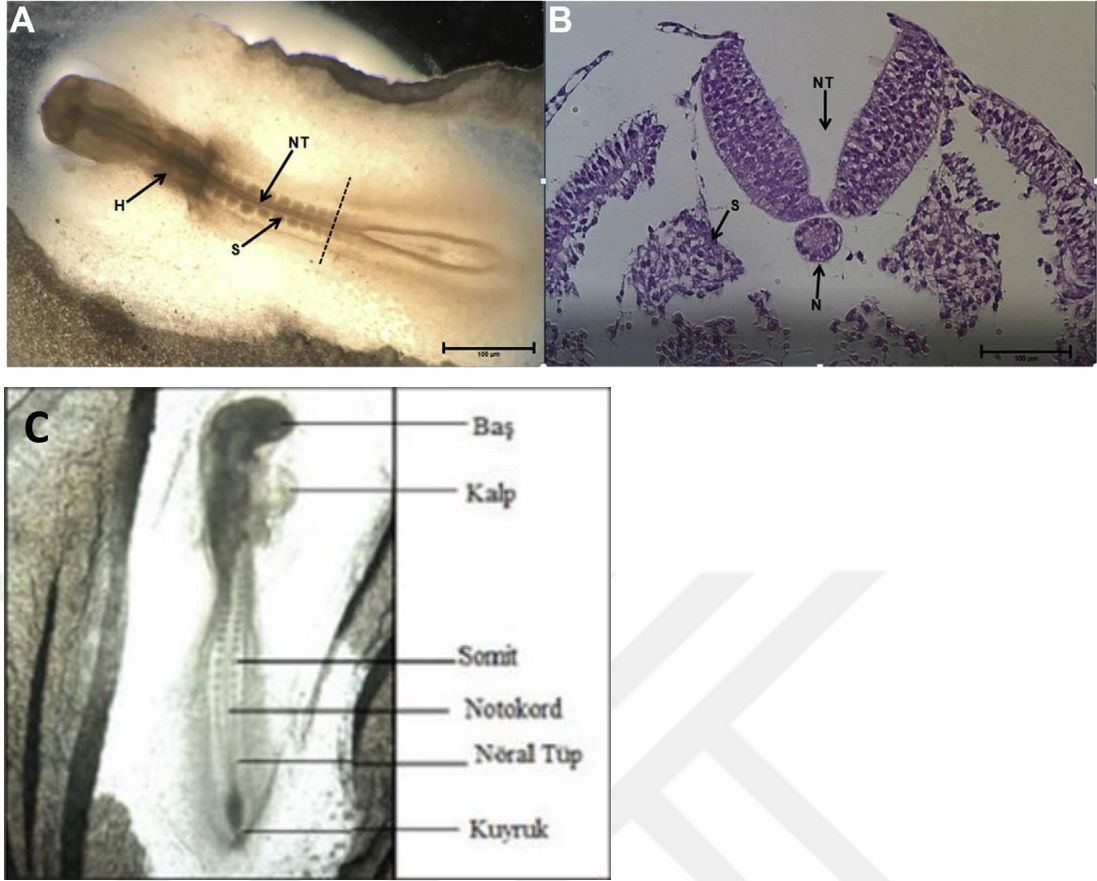 A
NT
H
S
100 µm
B
NT
S
N
100 µm
C
Baş
Kalp
Somit
Notokord
Nöral Tüp
Kuyruk